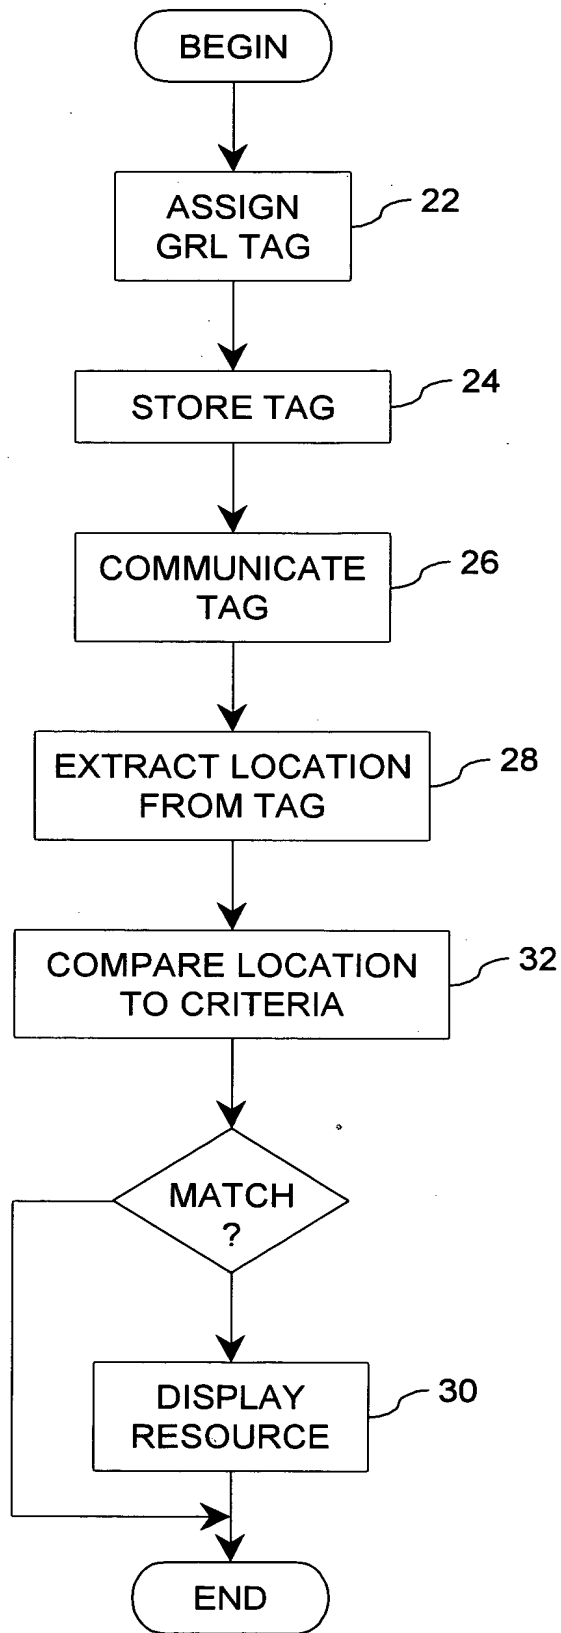 BEGIN
ASSIGN
GRL TAG
22
STORE TAG
24
COMMUNICATE
TAG
26
EXTRACT LOCATION
FROM TAG
28
COMPARE LOCATION
TO CRITERIA
32
MATCH
?
DISPLAY
RESOURCE
30
END